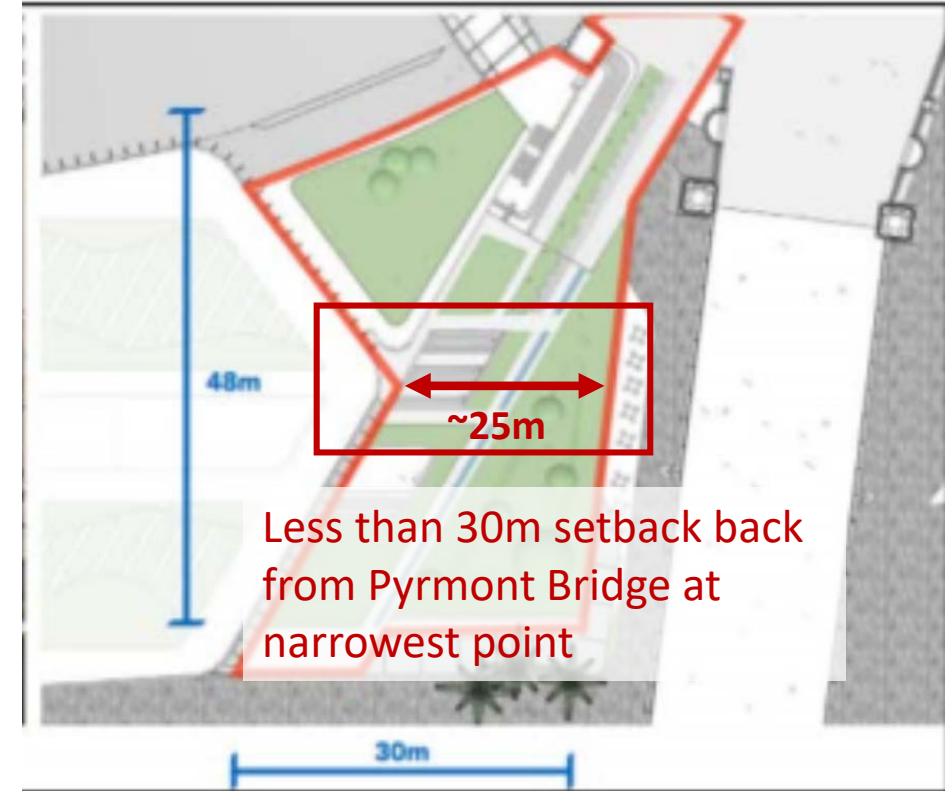 48m
~25m
Less than 30m setback back
from Pyrmont Bridge at
narrowest point
30m